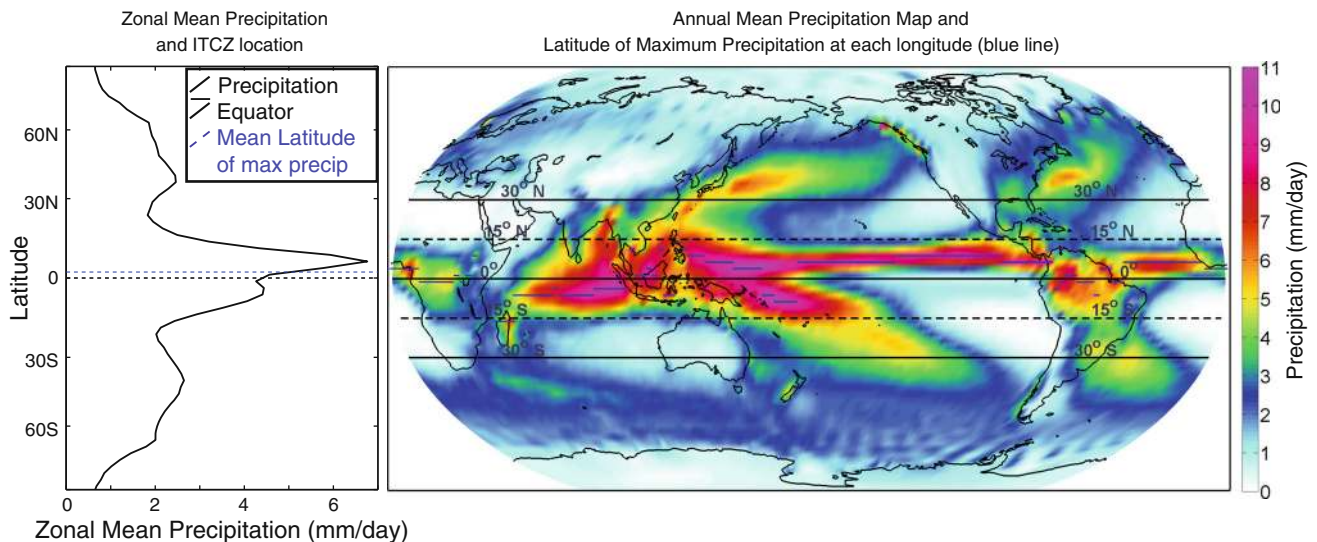 Zonal Mean Precipitation
and ITCZ location
Precipitation
Equator
Mean Latitude
of max precip
Latitude
60N
30N
0
30S
60S
0
2
4
6
Zonal Mean Precipitation (mm/day)
Annual Mean Precipitation Map and
Latitude of Maximum Precipitation at each longitude (blue line)
30° N
30° N
15° N
15° N
0°
0°
15° S
15° S
30° S
30° S
11
10
9
8
7
6
5
4
3
2
1
0
Precipitation (mm/day)